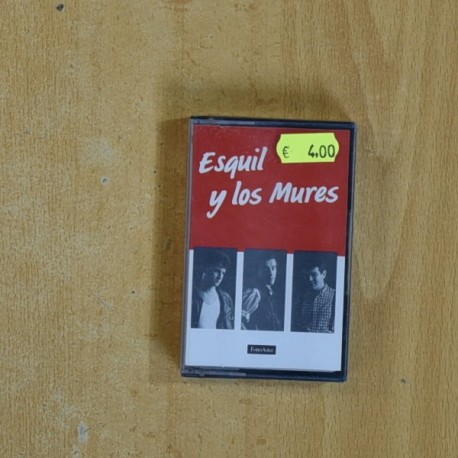 Esquil
€ 4.00
y los Mures